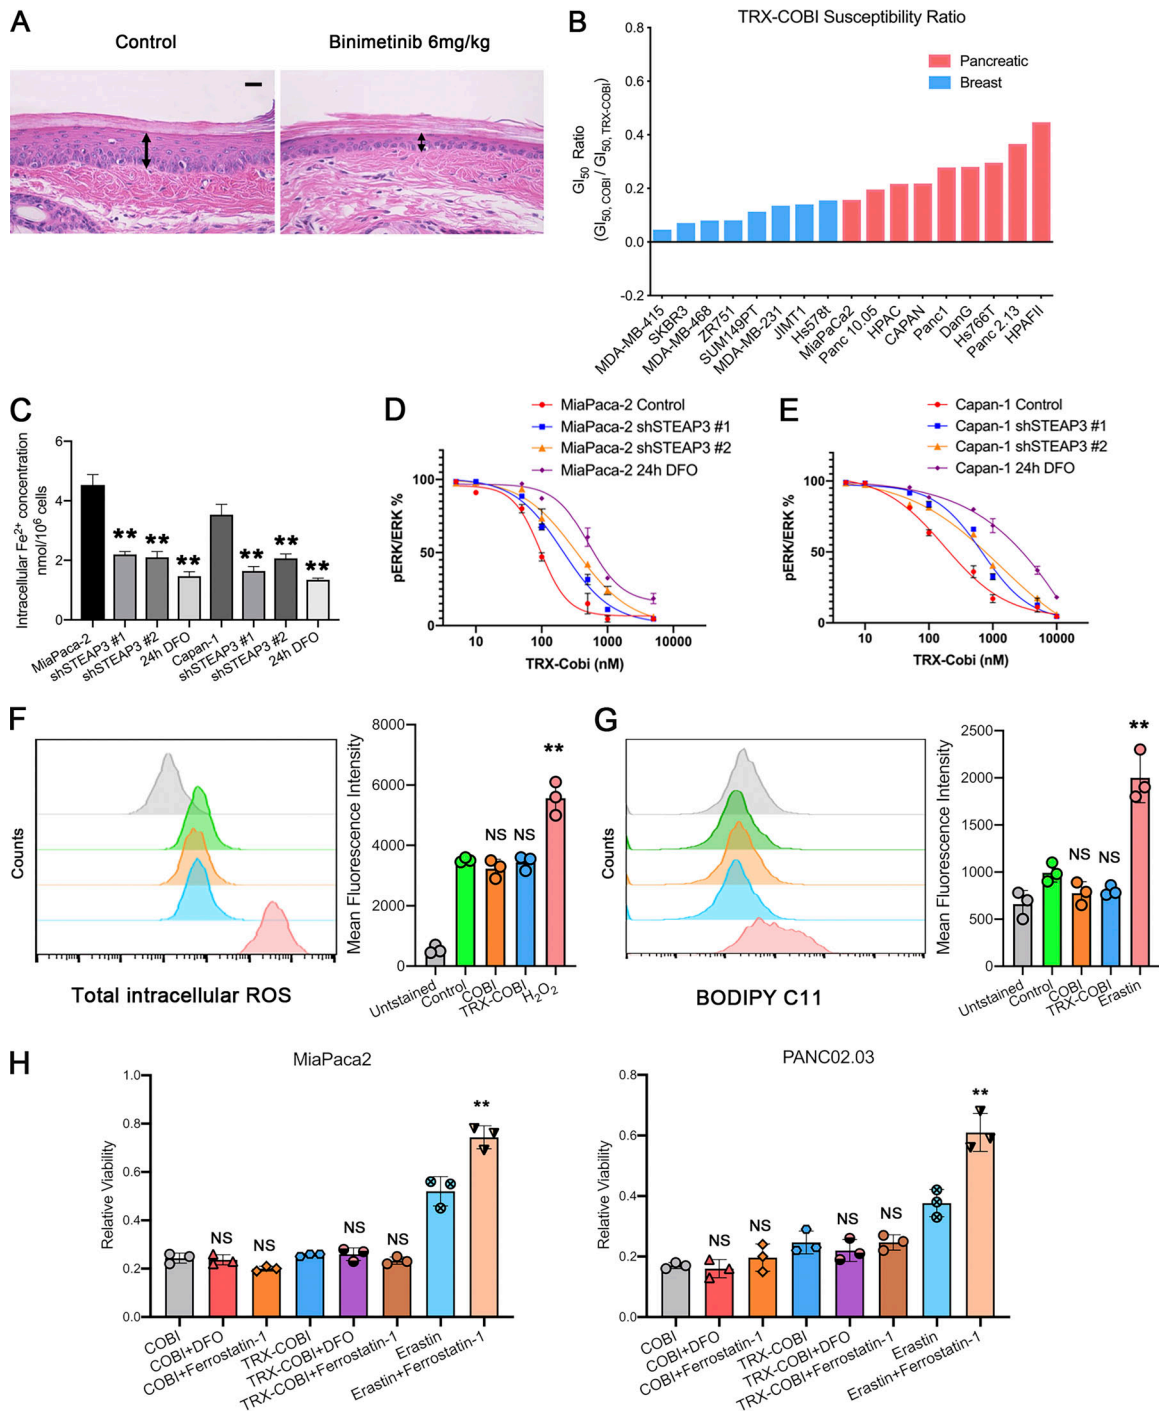 A
Control
Binimetinib 6mg/kg
B
TRX-COBI Susceptibility Ratio
GI50 Ratio
(GI50, COBI / GI50, TRX-COBI)
0.8
0.6
0.4
0.2
0.0
-0.2
Pancreatic
Breast
MDA-MB-415
SKBR3
MDA-MB-468
ZR751
SUM149PT
MDA-MB-231
JIMT1
Hs578t
MiaPaCa2
Panc 10.05
HPAC
CAPAN
Panc1
DanG
Hs766T
Panc 2.13
HPAFII
C
Intracellular Fe2+ concentration
nmol/10^6 cells
6
4
2
0
**
**
**
**
**
**
MiaPaca-2
shSTEAP3 #1
shSTEAP3 #2
24h DFO
Capan-1
shSTEAP3 #1
shSTEAP3 #2
24h DFO
D
MiaPaca-2 Control
MiaPaca-2 shSTEAP3 #1
MiaPaca-2 shSTEAP3 #2
MiaPaca-2 24h DFO
pERK/ERK %
100
50
0
10
100
1000
10000
TRX-Cobi (nM)
E
Capan-1 Control
Capan-1 shSTEAP3 #1
Capan-1 shSTEAP3 #2
Capan-1 24h DFO
pERK/ERK %
100
50
0
10
100
1000
10000
TRX-Cobi (nM)
F
Counts
Total intracellular ROS
Mean Fluorescence Intensity
8000
6000
4000
2000
0
NS
NS
**
Untstained
Control
COBI
TRX-COBI
H2O2
G
Counts
BODIPY C11
Mean Fluorescence Intensity
2500
2000
1500
1000
500
0
NS
NS
**
Unstained
Control
COBI
TRX-COBI
Erastin
H
MiaPaca2
Relative Viability
1.0
0.8
0.6
0.4
0.2
0.0
NS
NS
NS
NS
**
COBI
COBI+DFO
COBI+Ferrostatin-1
TRX-COBI
TRX-COBI+DFO
TRX-COBI+Ferrostatin-1
Erastin
Erastin+Ferrostatin-1
PANC02.03
Relative Viability
0.8
0.6
0.4
0.2
0.0
NS
NS
NS
NS
**
COBI
COBI+DFO
COBI+Ferrostatin-1
TRX-COBI
TRX-COBI+DFO
TRX-COBI+Ferrostatin-1
Erastin
Erastin+Ferrostatin-1